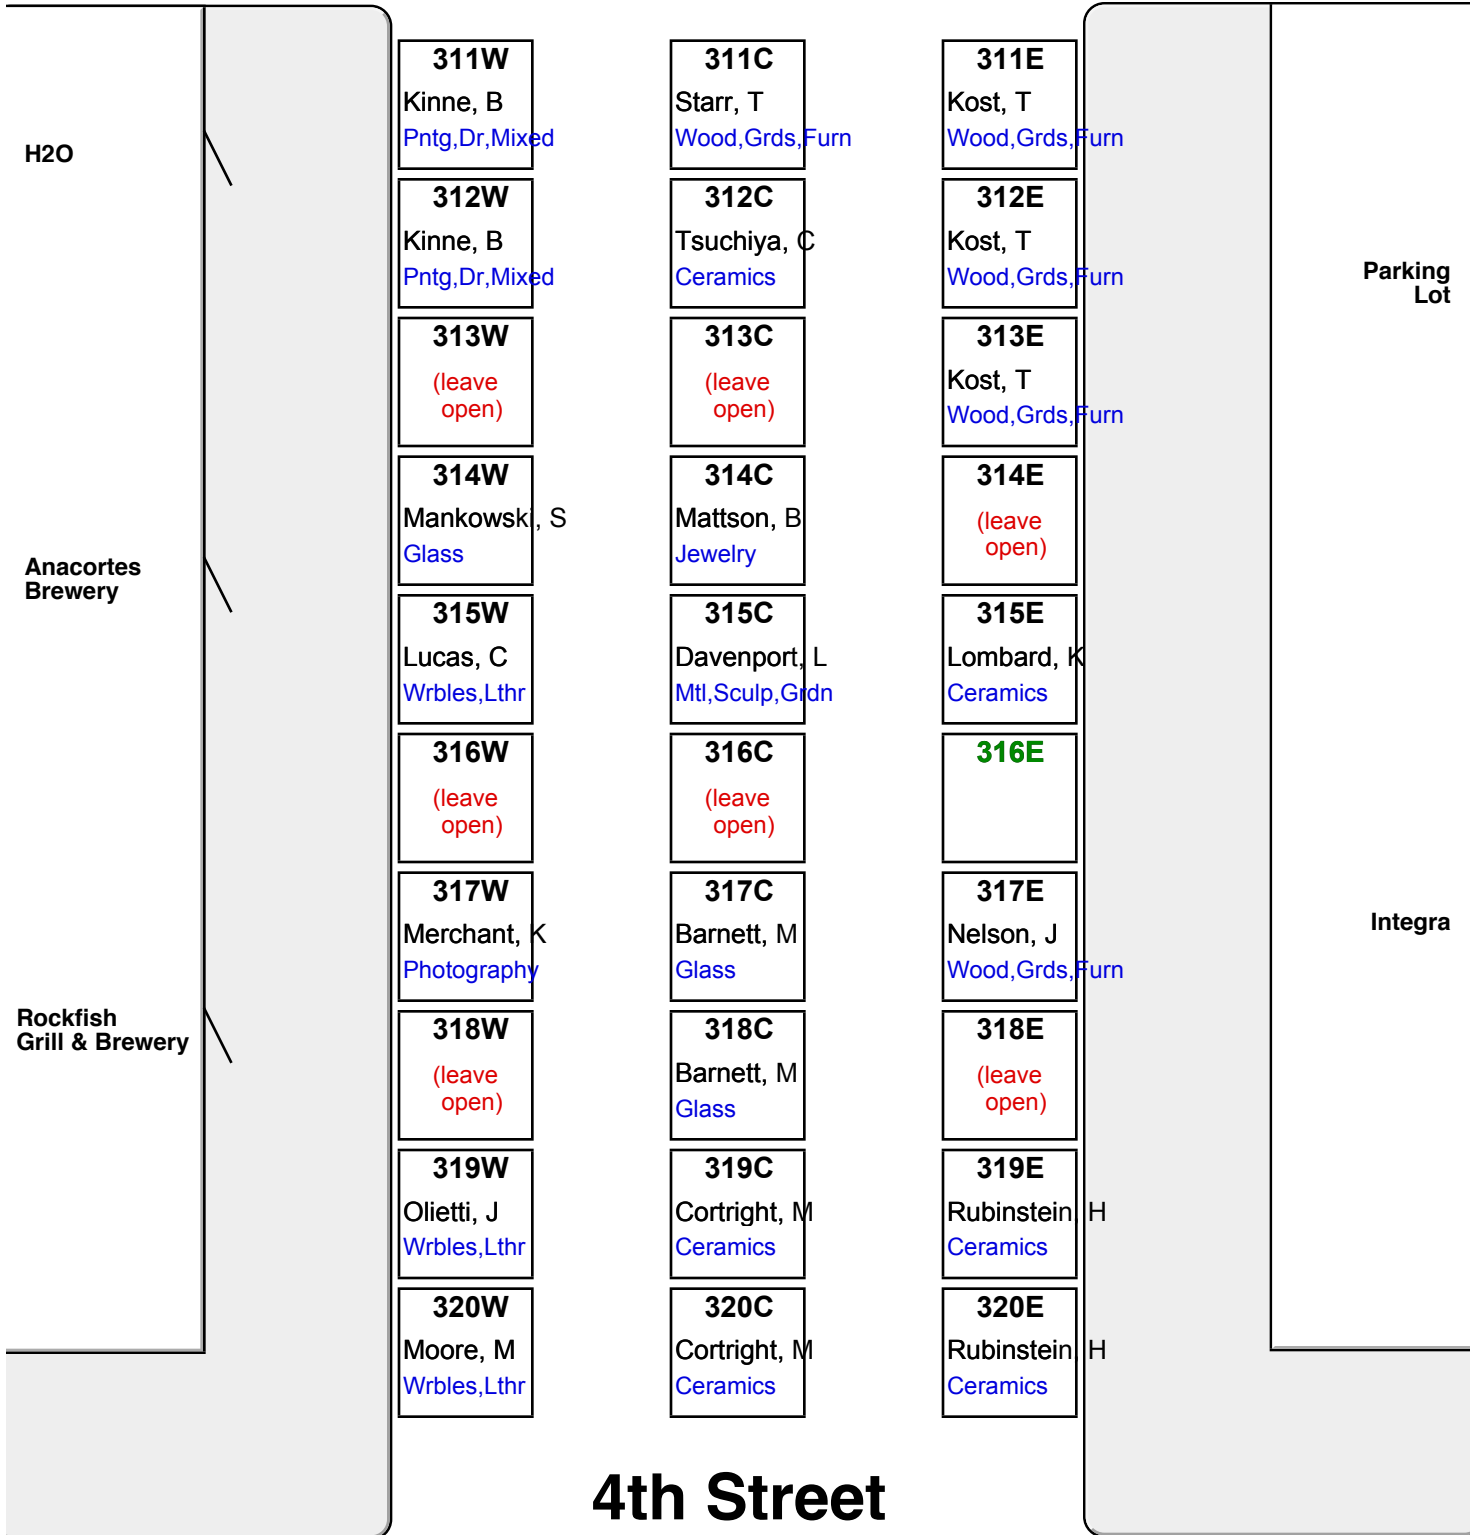 311W
Kinne, B
Pntg,Dr,Mixed
311C
Starr, T
Wood,Grds,Furn
311E
Kost, T
Wood,Grds,Furn
H2O
312W
Kinne, B
Pntg,Dr,Mixed
312C
Tsuchiya, C
Ceramics
312E
Kost, T
Wood,Grds,Furn
Parking
Lot
313W
(leave
open)
313C
(leave
open)
313E
Kost, T
Wood,Grds,Furn
314W
Mankowski, S
Glass
314C
Mattson, B
Jewelry
314E
(leave
open)
Anacortes
Brewery
315W
Lucas, C
Wrbles,Lthr
315C
Davenport, L
Mtl,Sculp,Grdn
315E
Lombard, K
Ceramics
316W
(leave
open)
316C
(leave
open)
316E
317W
Merchant, K
Photography
317C
Barnett, M
Glass
317E
Nelson, J
Wood,Grds,Furn
Integra
Rockfish
Grill & Brewery
318W
(leave
open)
318C
Barnett, M
Glass
318E
(leave
open)
319W
Olietti, J
Wrbles,Lthr
319C
Cortright, M
Ceramics
319E
Rubinstein, H
Ceramics
320W
Moore, M
Wrbles,Lthr
320C
Cortright, M
Ceramics
320E
Rubinstein, H
Ceramics
4th Street